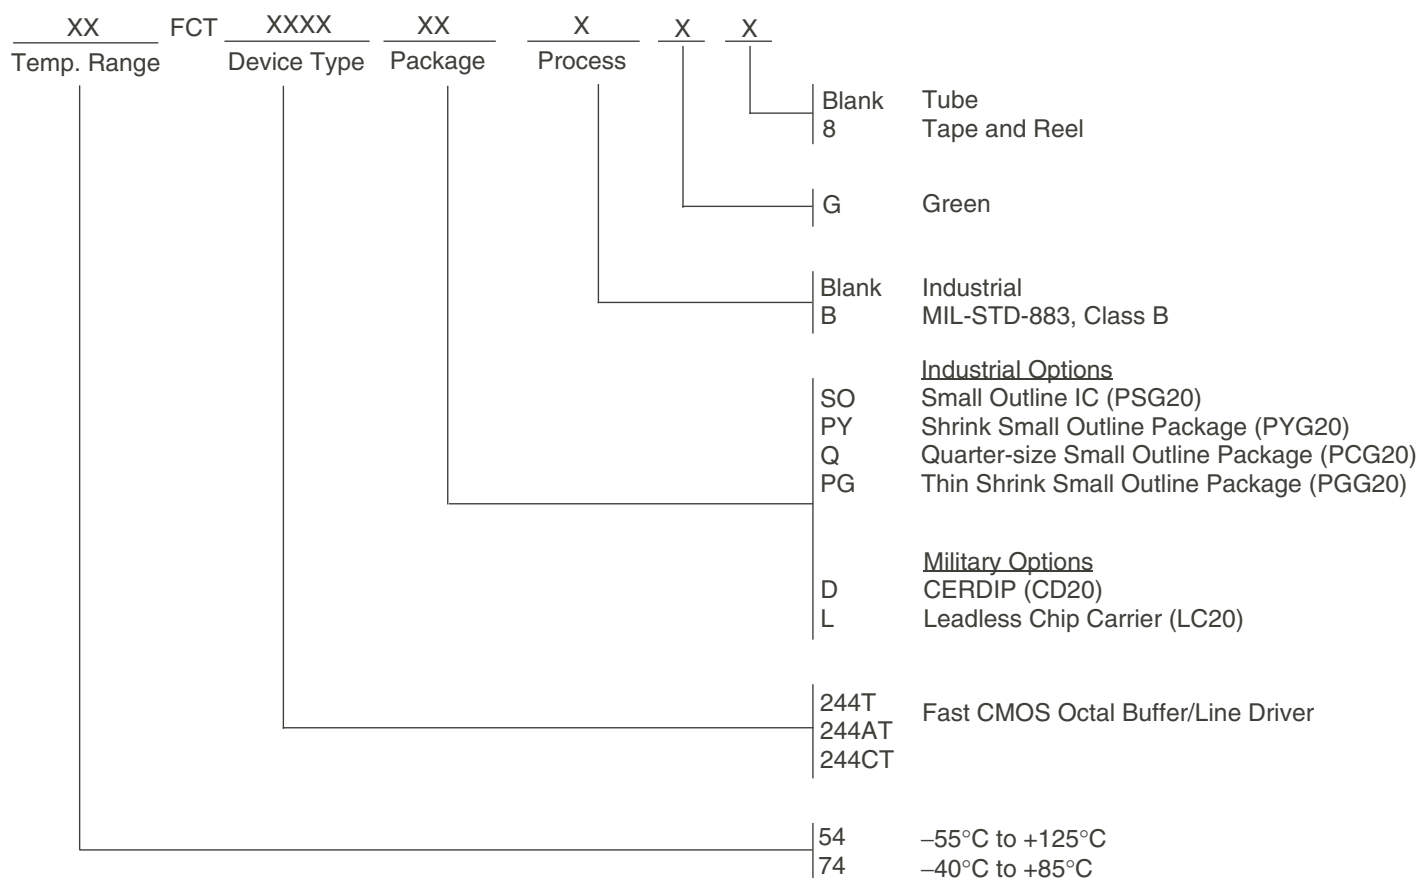 XX FCT XXXX XX X X X
Temp. Range Device Type Package Process
Blank Tube
8 Tape and Reel
G Green
Blank Industrial
B MIL-STD-883, Class B
Industrial Options
SO Small Outline IC (PSG20)
PY Shrink Small Outline Package (PYG20)
Q Quarter-size Small Outline Package (PCG20)
PG Thin Shrink Small Outline Package (PGG20)
Military Options
D CERDIP (CD20)
L Leadless Chip Carrier (LC20)
244T Fast CMOS Octal Buffer/Line Driver
244AT
244CT
54 –55°C to +125°C
74 –40°C to +85°C